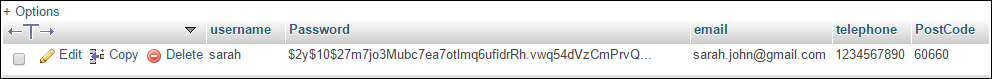 + Options
←T→ username Password email telephone PostCode
Edit Copy Delete sarah $2y$10$27m7jo3Mubc7ea7otlmq6ufidrRh.vwq54dVzCmPrvQ... sarah.john@gmail.com 1234567890 60660